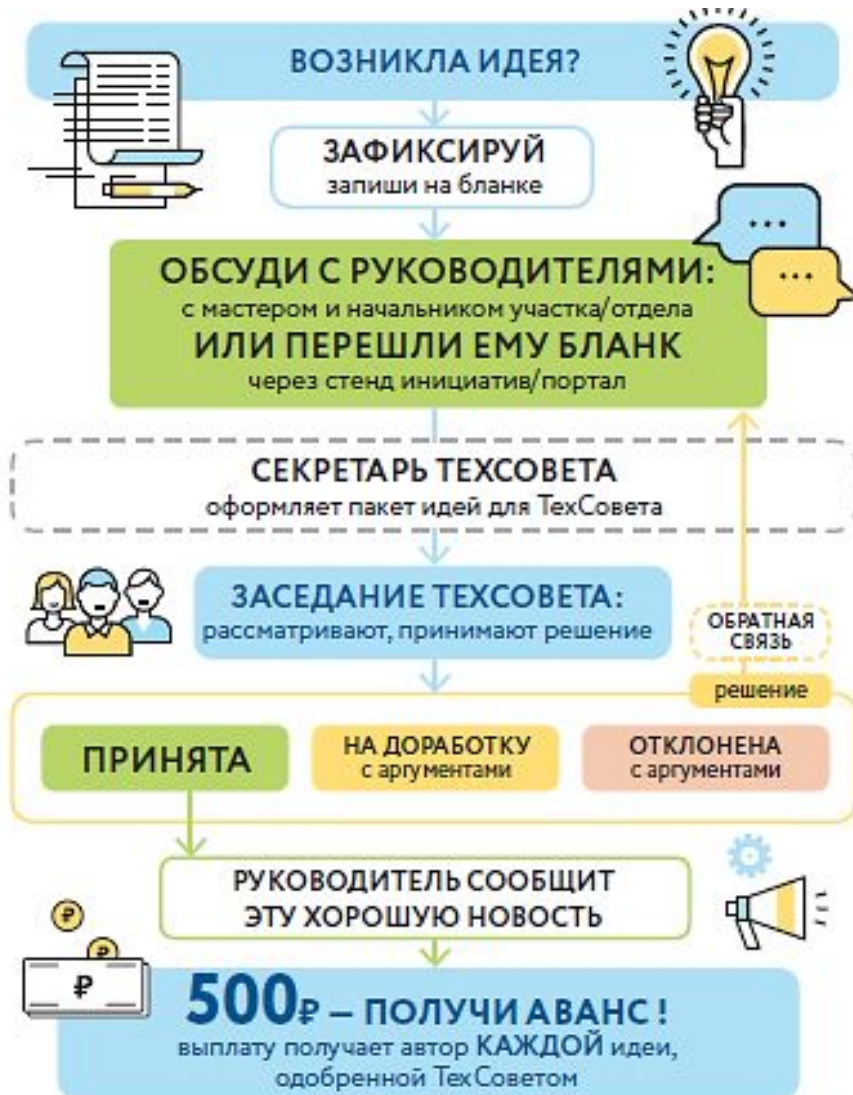 ВОЗНИКЛА ИДЕЯ?
ЗАФИКСИРУЙ
запиши на бланке
ОБСУДИ С РУКОВОДИТЕЛЯМИ:
с мастером и начальником участка/отдела
ИЛИ ПЕРЕШЛИ ЕМУ БЛАНК
через стенд инициатив/портал
СЕКРЕТАРЬ ТЕХСОВЕТА
оформляет пакет идей для ТехСовета
ЗАСЕДАНИЕ ТЕХСОВЕТА:
рассматривают, принимают решение
ОБРАТНАЯ
СВЯЗЬ
решение
ПРИНЯТА
НА ДОРАБОТКУ
с аргументами
ОТКЛОНЕНА
с аргументами
РУКОВОДИТЕЛЬ СООБЩИТ
ЭТУ ХОРОШУЮ НОВОСТЬ
₽
₽
₽
500₽ – ПОЛУЧИ АВАНС !
выплату получает автор КАЖДОЙ идеи,
одобренной ТехСоветом